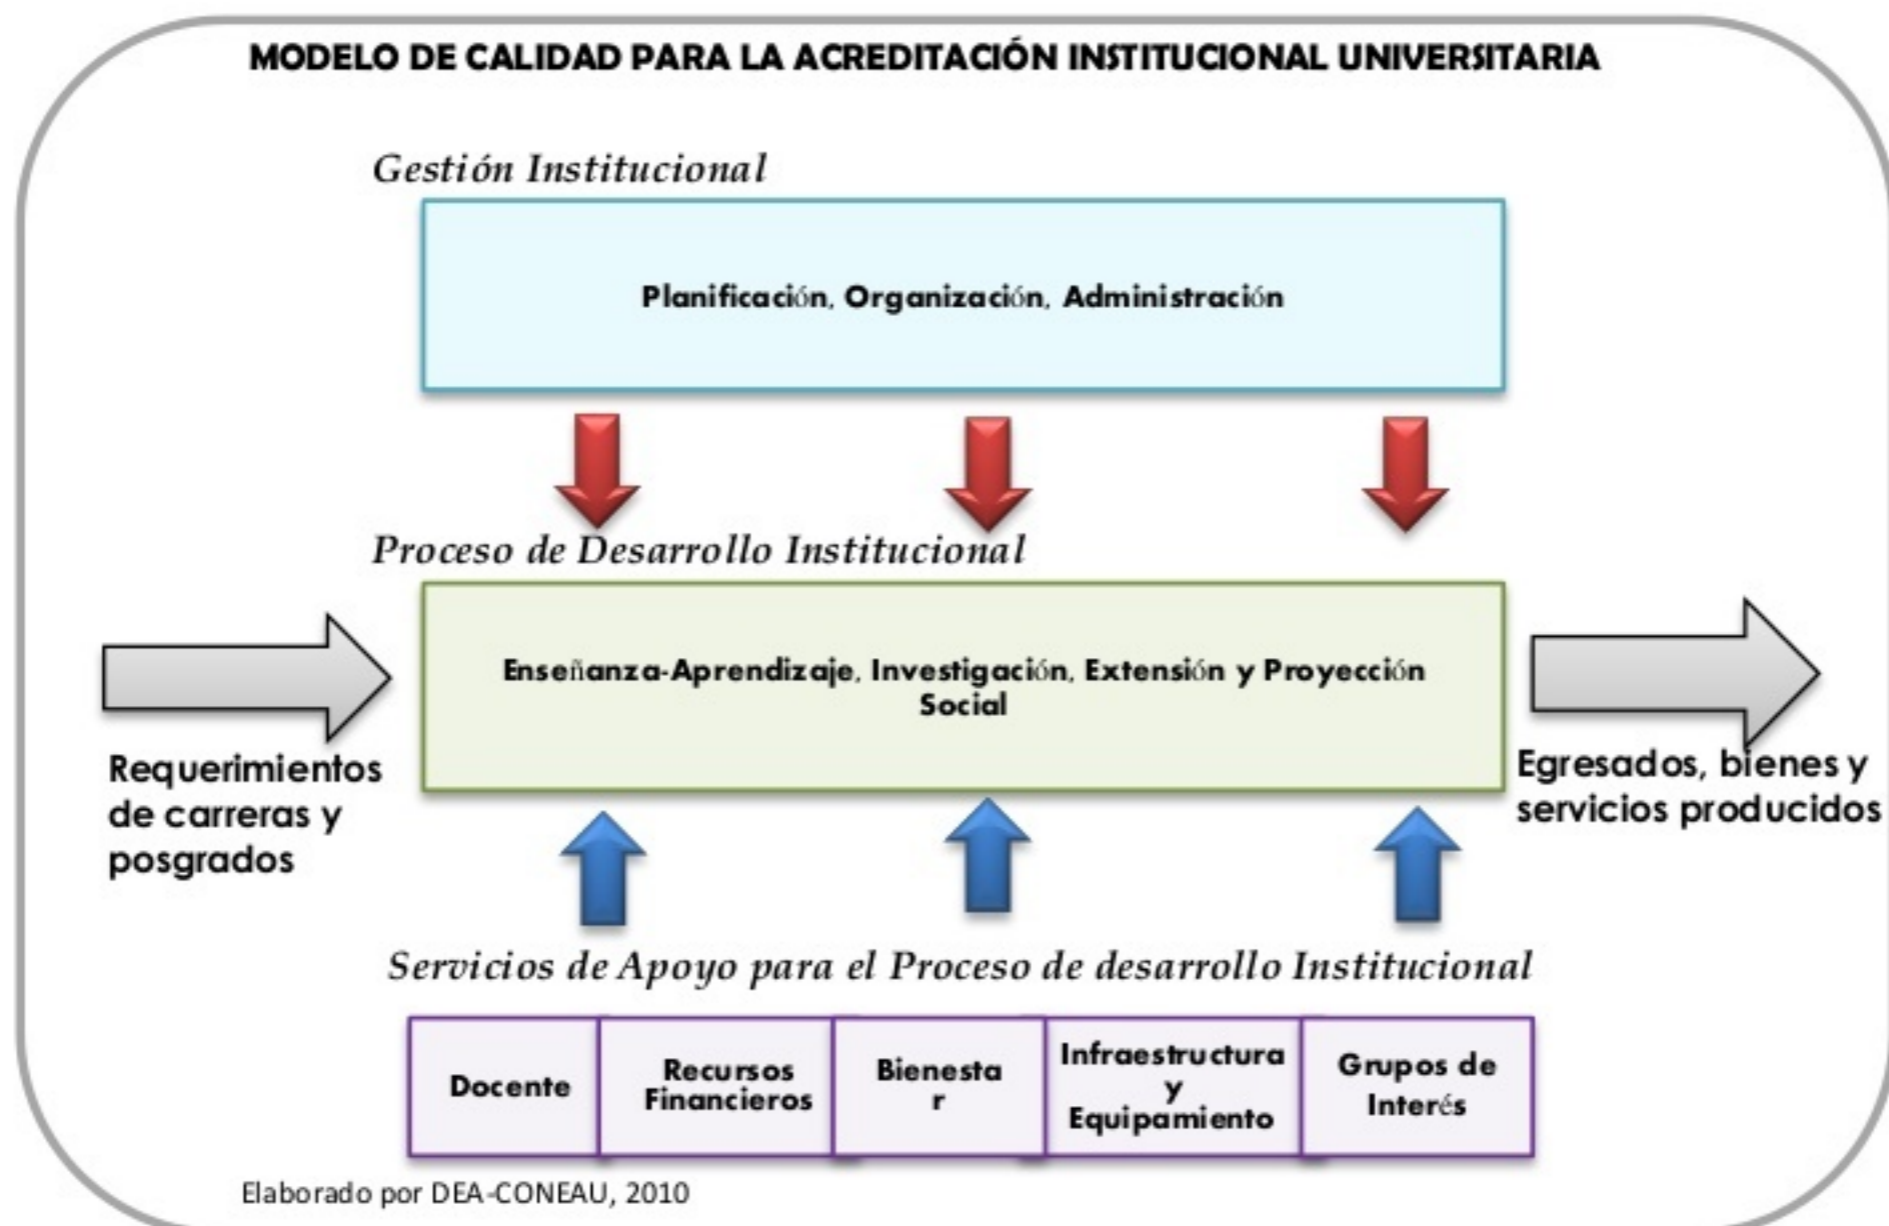 MODELO DE CALIDAD PARA LA ACREDITACIÓN INSTITUCIONAL UNIVERSITARIA
Gestión Institucional
Planificación, Organización, Administración
Proceso de Desarrollo Institucional
Enseñanza-Aprendizaje, Investigación, Extensión y Proyección
Social
Requerimientos
de carreras y
posgrados
Egresados, bienes y
servicios producidos
Servicios de Apoyo para el Proceso de desarrollo Institucional
Docente
Recursos
Financieros
Bienesta
r
Infraestructura
y
Equipamiento
Grupos de
Interés
Elaborado por DEA-CONEAU, 2010